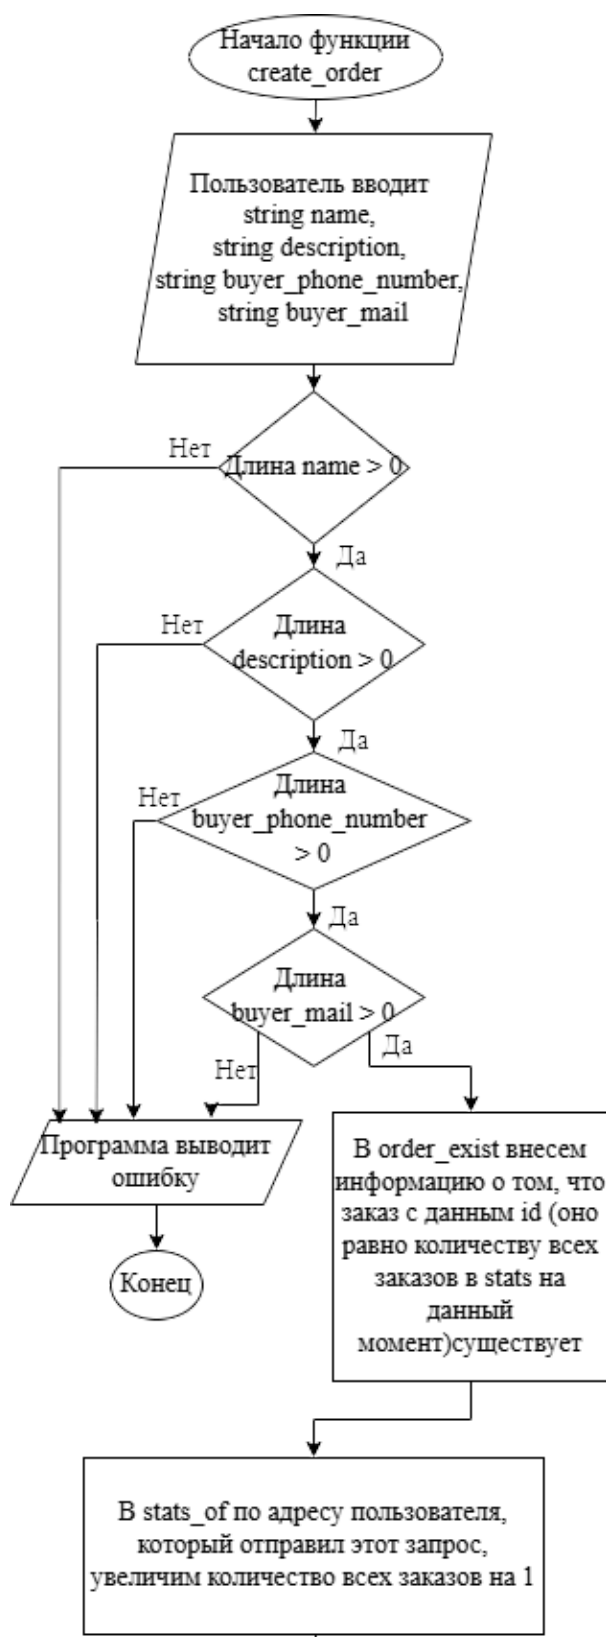 Начало функции
create_order
Пользователь вводит
string name,
string description,
string buyer_phone_number,
string buyer_mail
Нет
Длина name > 0
Да
Нет
Длина
description > 0
Да
Нет
Длина
buyer_phone_number
> 0
Да
Длина
buyer_mail > 0
Нет
Да
Программа выводит
ошибку
Конец
В order_exist внесем
информацию о том, что
заказ с данным id (оно
равно количеству всех
заказов в stats на
данный
момент)существует
В stats_of по адресу пользователя,
который отправил этот запрос,
увеличим количество всех заказов на 1